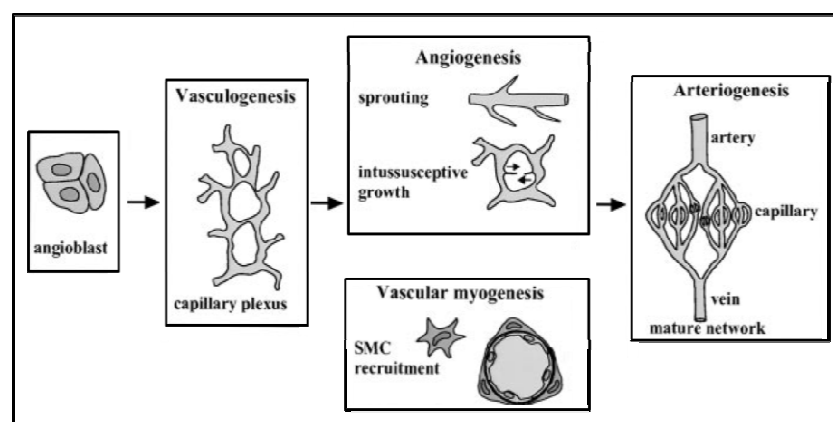 angioblast
Vasculogenesis
capillary plexus
Angiogenesis
sprouting
intussusceptive
growth
Vascular myogenesis
SMC
recruitment
Arteriogenesis
artery
capillary
vein
mature network